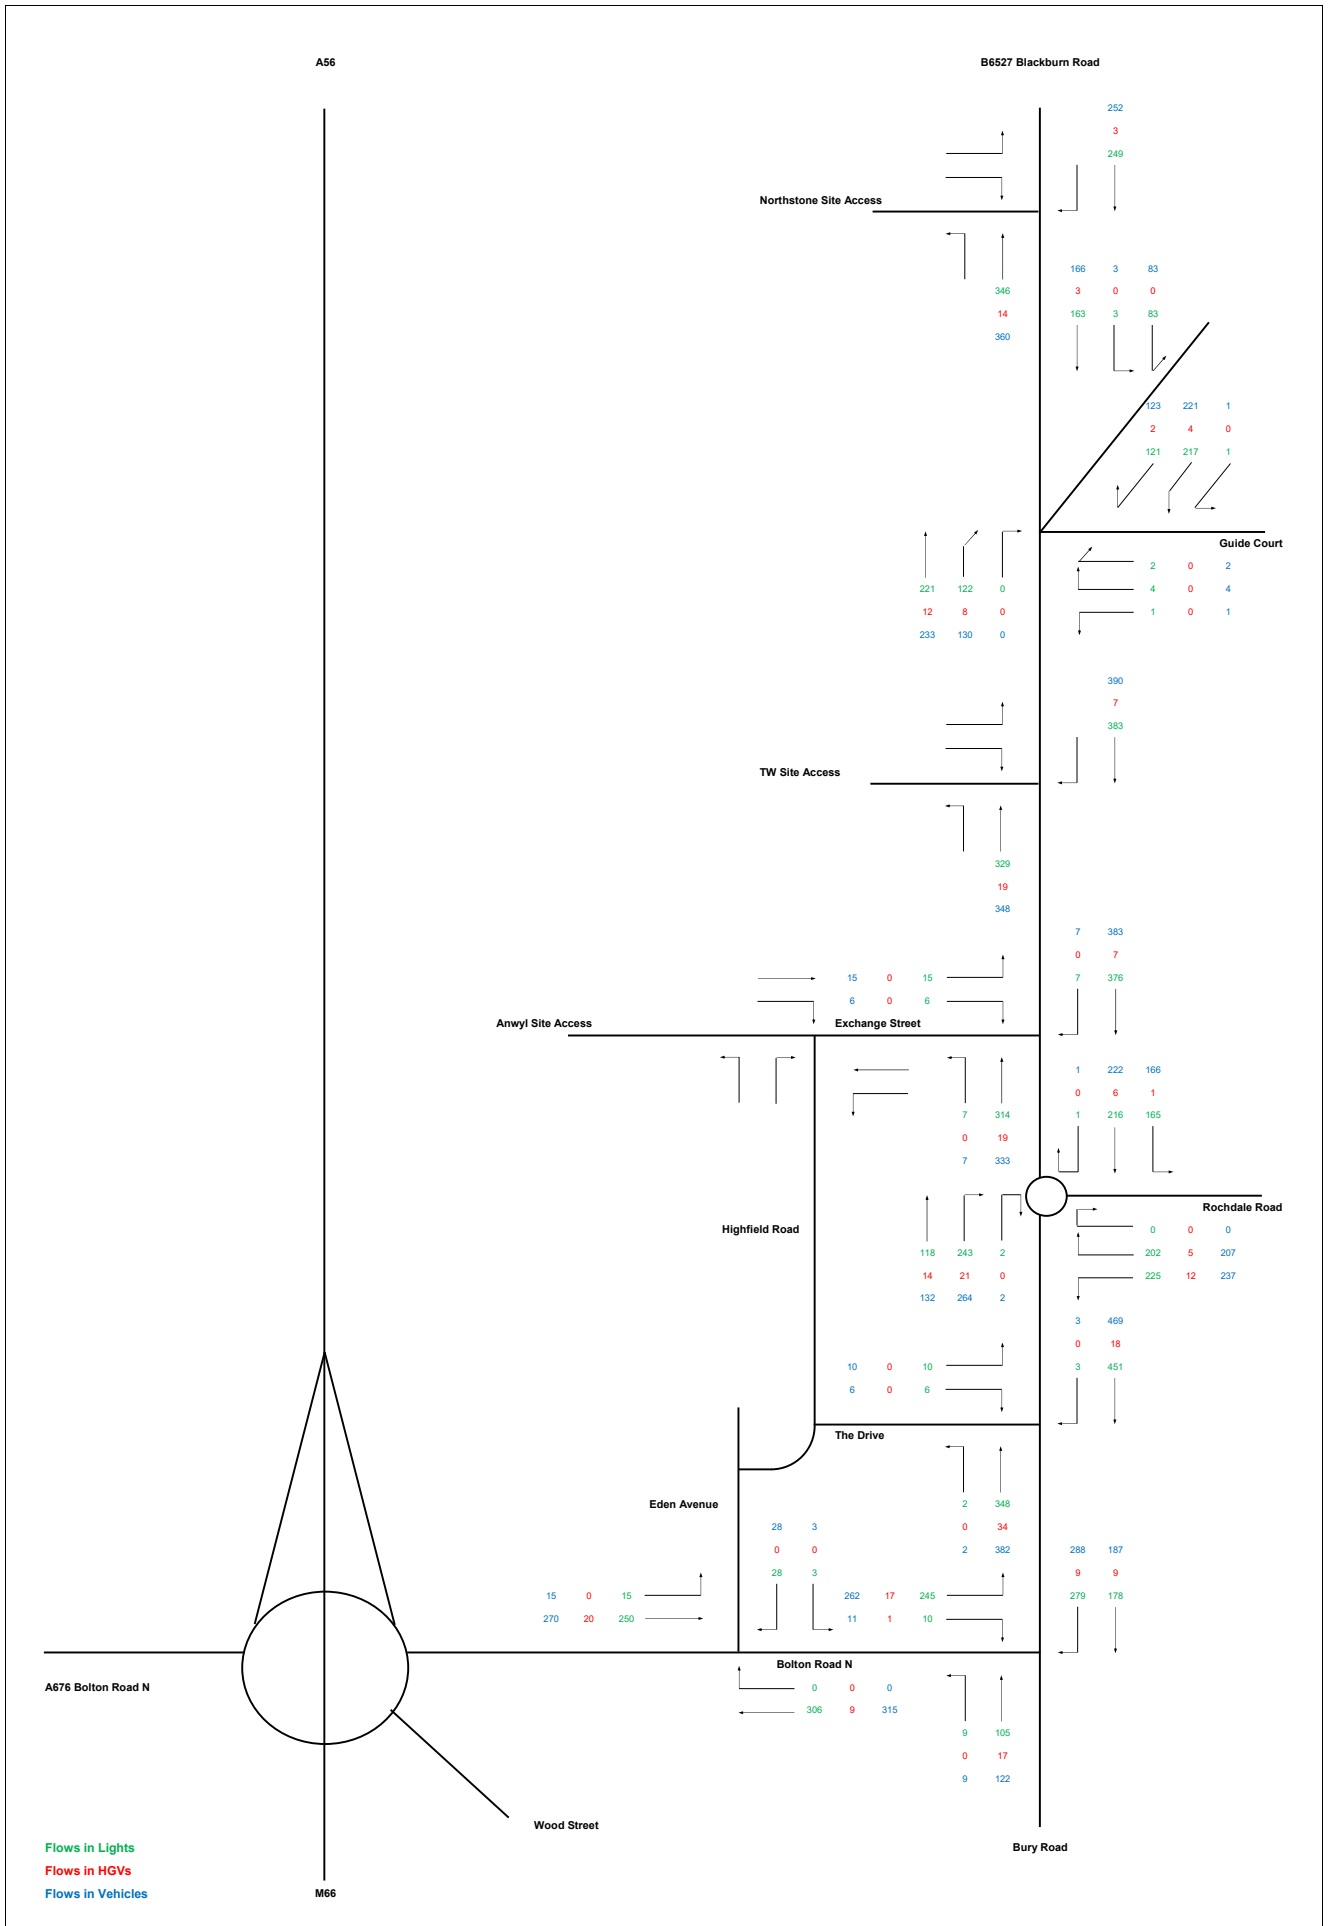 A56 B6527 Blackburn Road
252
3
249
Northstone Site Access
166 3 83
346 3 0 0
14 163 3 83
360
123 221 1
2 4 0
121 217 1
Guide Court
2 0 2
221 122 0 4 0 4
12 8 0 1 0 1
233 130 0
390
7
383
TW Site Access
329
19
348
7 383
0 7
15 0 15 7 376
6 0 6
Anwyl Site Access Exchange Street
1 222 166
0 6 1
7 314 1 216 165
0 19
7 333
Rochdale Road
Highfield Road 0 0 0
118 243 2 202 5 207
14 21 0 225 12 237
132 264 2
3 469
0 18
10 0 10 3 451
6 0 6
The Drive
Eden Avenue 2 348
28 3 0 34
0 0 2 382 288 187
28 3 9 9
15 0 15 262 17 245 279 178
270 20 250 11 1 10
Bolton Road N
A676 Bolton Road N 0 0 0
306 9 315
9 105
0 17
9 122
Wood Street
Flows in Lights Bury Road
Flows in HGVs
Flows in Vehicles M66